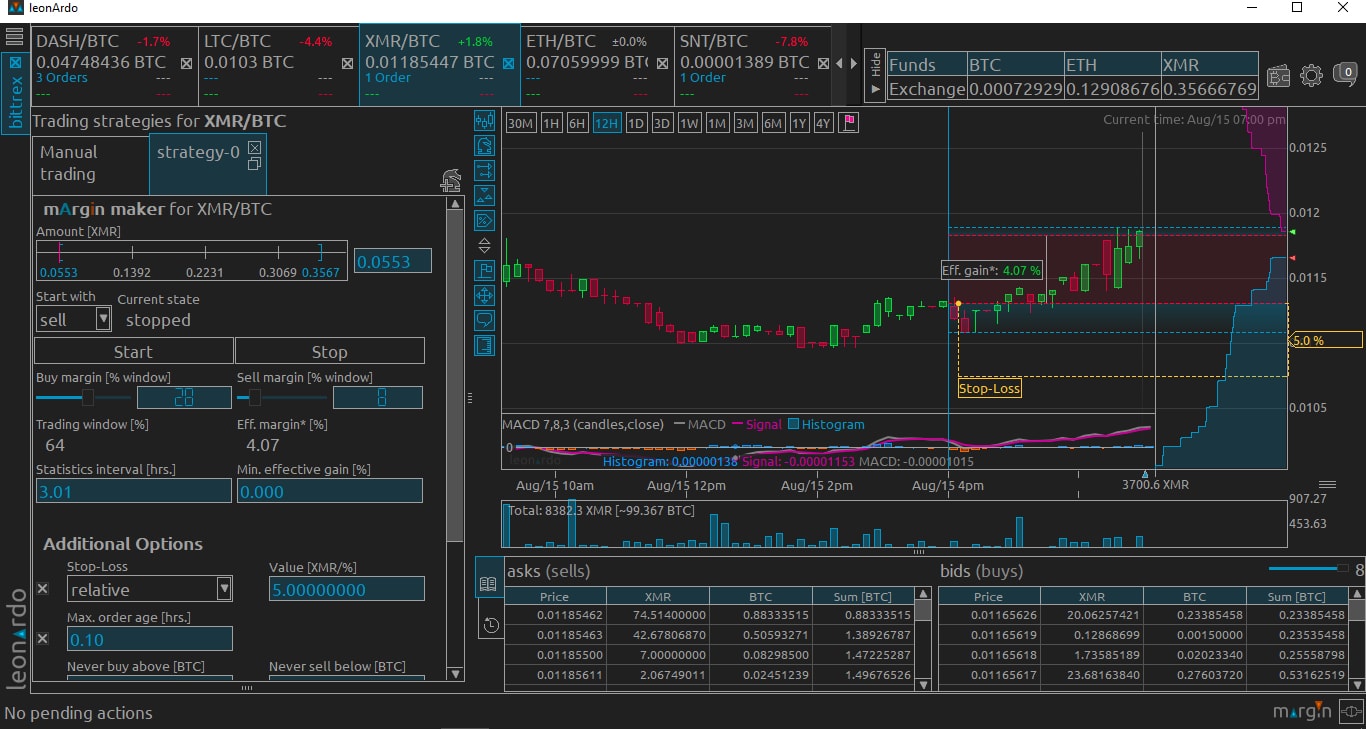 leonArdo
DASH/BTC -1.7%
0.04748436 BTC
3 Orders ---
--- ---
LTC/BTC -4.4%
0.0103 BTC
--- ---
--- ---
XMR/BTC +1.8%
0.01185447 BTC
1 Order ---
--- ---
ETH/BTC ±0.0%
0.07059999 BTC
--- ---
--- ---
SNT/BTC -7.8%
0.00001389 BTC
1 Order ---
--- ---
Hide
Funds BTC ETH XMR
Exchange 0.00072929 0.12908676 0.35666769
0
bittrex
Trading strategies for XMR/BTC
Manual trading
strategy-0
mArgin maker for XMR/BTC
Amount [XMR]
0.0553 0.1392 0.2231 0.3069 0.3567
0.0553
Start with Current state
sell stopped
Start Stop
Buy margin [% window] Sell margin [% window]
28 8
Trading window [%] Eff. margin* [%]
64 4.07
Statistics interval [hrs.] Min. effective gain [%]
3.01 0.000
Additional Options
Stop-Loss Value [XMR/%]
relative 5.00000000
Max. order age [hrs.]
0.10
Never buy above [BTC] Never sell below [BTC]
leonArdo
30M 1H 6H 12H 1D 3D 1W 1M 3M 6M 1Y 4Y
Current time: Aug/15 07:00 pm
0.0125
0.012
0.0115
0.0105
Eff. gain*: 4.07 %
5.0 %
Stop-Loss
MACD 7,8,3 (candles,close) MACD Signal Histogram
0
leonArdo
Histogram: 0.00000138 Signal: -0.00001153 MACD: -0.00001015
Aug/15 10am Aug/15 12pm Aug/15 2pm Aug/15 4pm 3700.6 XMR
Total: 8382.3 XMR [~99.367 BTC]
907.27
453.63
asks (sells)
Price XMR BTC Sum [BTC]
0.01185462 74.51400000 0.88333515 0.88333515
0.01185463 42.67806870 0.50593271 1.38926787
0.01185500 7.00000000 0.08298500 1.47225287
0.01185611 2.06749011 0.02451239 1.49676526
bids (buys)
8
Price XMR BTC Sum [BTC]
0.01165626 20.06257421 0.23385458 0.23385458
0.01165619 0.12868699 0.00150000 0.23535458
0.01165618 1.73585189 0.02023340 0.25558798
0.01165617 23.68163840 0.27603720 0.53162519
No pending actions
mArgin